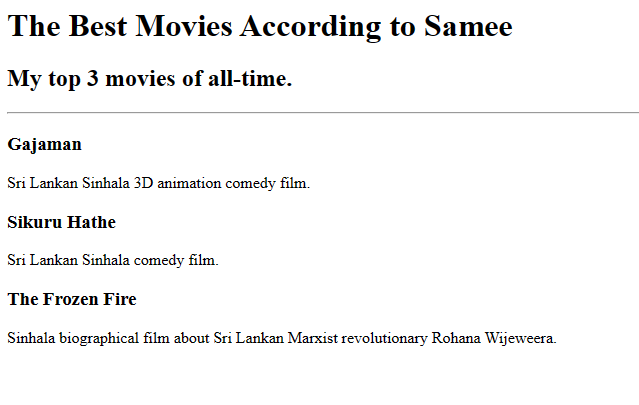 The Best Movies According to Samee
My top 3 movies of all-time.
Gajaman
Sri Lankan Sinhala 3D animation comedy film.
Sikuru Hathe
Sri Lankan Sinhala comedy film.
The Frozen Fire
Sinhala biographical film about Sri Lankan Marxist revolutionary Rohana Wijeweera.